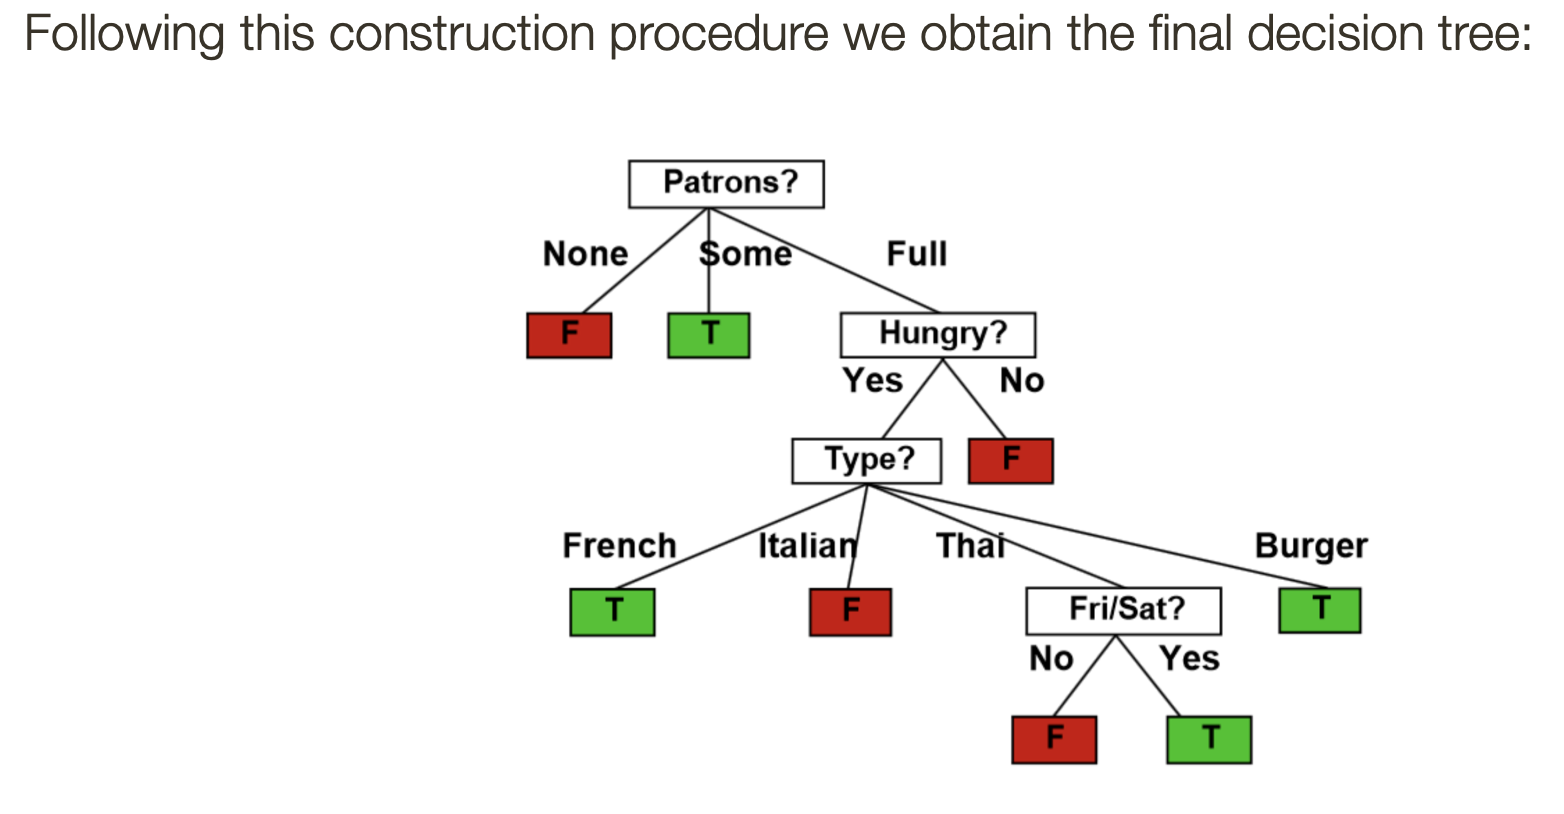 Following this construction procedure we obtain the final decision tree:
Patrons?
None Some Full
F T Hungry?
Yes No
Type? F
French Italian Thai Burger
T F Fri/Sat? T
No Yes
F T